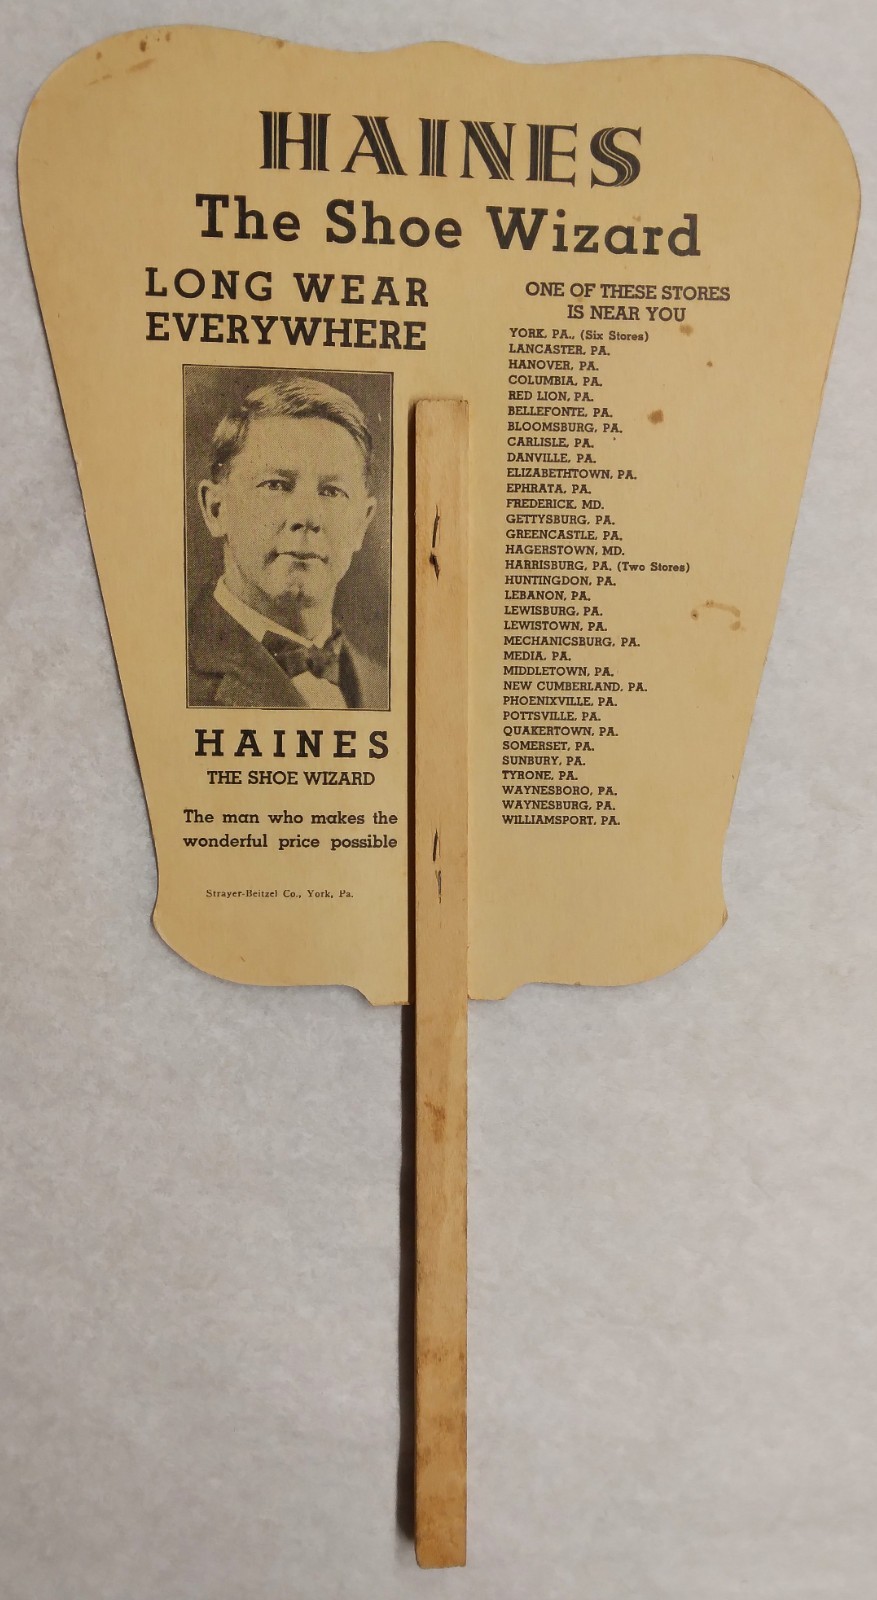 HAINES
The Shoe Wizard
LONG WEAR
EVERYWHERE
HAINES
THE SHOE WIZARD
The man who makes the
wonderful price possible
Strayer-Beitzel Co., York, Pa.
ONE OF THESE STORES
IS NEAR YOU
YORK, PA., (Six Stores)
LANCASTER, PA.
HANOVER, PA.
COLUMBIA, PA.
RED LION, PA.
BELLEFONTE, PA.
BLOOMSBURG, PA.
CARLISLE, PA.
DANVILLE, PA.
ELIZABETHTOWN, PA.
EPHRATA, PA.
FREDERICK, MD.
GETTYSBURG, PA.
GREENCASTLE, PA.
HAGERSTOWN, MD.
HARRISBURG, PA. (Two Stores)
HUNTINGDON, PA.
LEBANON, PA.
LEWISBURG, PA.
LEWISTOWN, PA.
MECHANICSBURG, PA.
MEDIA, PA.
MIDDLETOWN, PA.
NEW CUMBERLAND, PA.
PHOENIXVILLE, PA.
POTTSVILLE, PA.
QUAKERTOWN, PA.
SOMERSET, PA.
SUNBURY, PA.
TYRONE, PA.
WAYNESBORO, PA.
WAYNESBURG, PA.
WILLIAMSPORT, PA.